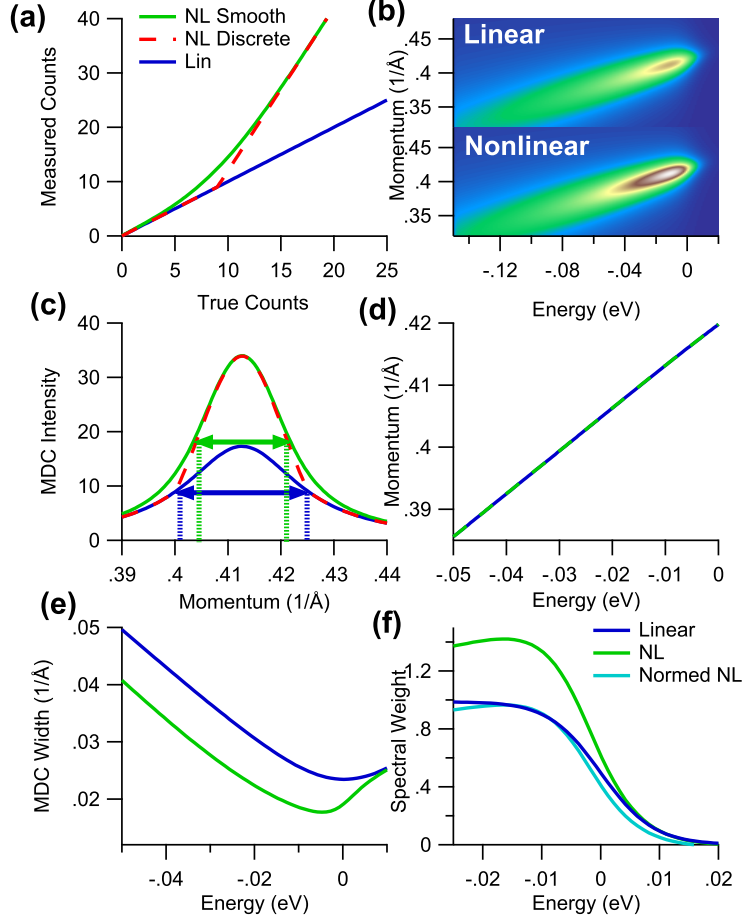 (a)
NL Smooth
NL Discrete
Lin
Measured Counts
40
30
20
10
0
0 5 10 15 20 25
True Counts
(b)
Linear
Nonlinear
Momentum (1/Å)
.45
.4
.35
Momentum (1/Å)
.45
.4
.35
-.12 -.08 -.04 0
Energy (eV)
(c)
MDC Intensity
40
30
20
10
0
.39 .4 .41 .42 .43 .44
Momentum (1/Å)
(d)
Momentum (1/Å)
.42
.41
.4
.39
-.05 -.04 -.03 -.02 -.01 0
Energy (eV)
(e)
MDC Width (1/Å)
.05
.04
.03
.02
-.04 -.02 0
Energy (eV)
(f)
Linear
NL
Normed NL
Spectral Weight
1.2
.8
.4
0
-.02 -.01 0 .01 .02
Energy (eV)